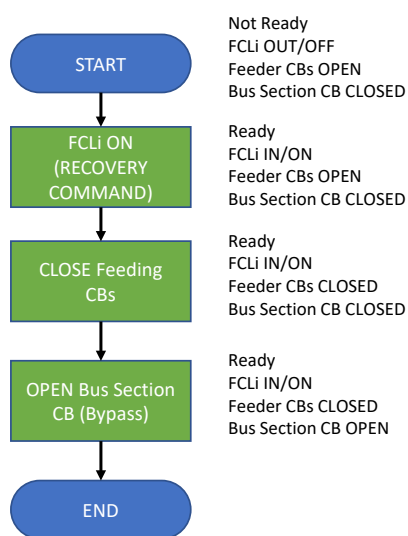 START
Not Ready
FCLi OUT/OFF
Feeder CBs OPEN
Bus Section CB CLOSED
FCLi ON
(RECOVERY
COMMAND)
Ready
FCLi IN/ON
Feeder CBs OPEN
Bus Section CB CLOSED
CLOSE Feeding
CBs
Ready
FCLi IN/ON
Feeder CBs CLOSED
Bus Section CB CLOSED
OPEN Bus Section
CB (Bypass)
Ready
FCLi IN/ON
Feeder CBs CLOSED
Bus Section CB OPEN
END